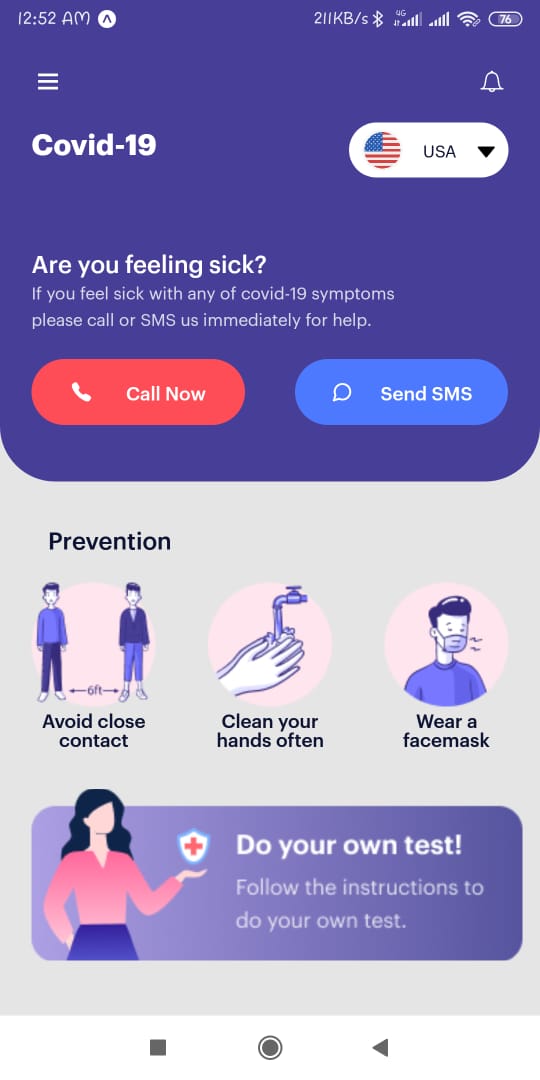 12:52 AM
211KB/s
4G
76
Covid-19
USA
Are you feeling sick?
If you feel sick with any of covid-19 symptoms
please call or SMS us immediately for help.
Call Now
Send SMS
Prevention
6ft
Avoid close
contact
Clean your
hands often
Wear a
facemask
Do your own test!
Follow the instructions to
do your own test.